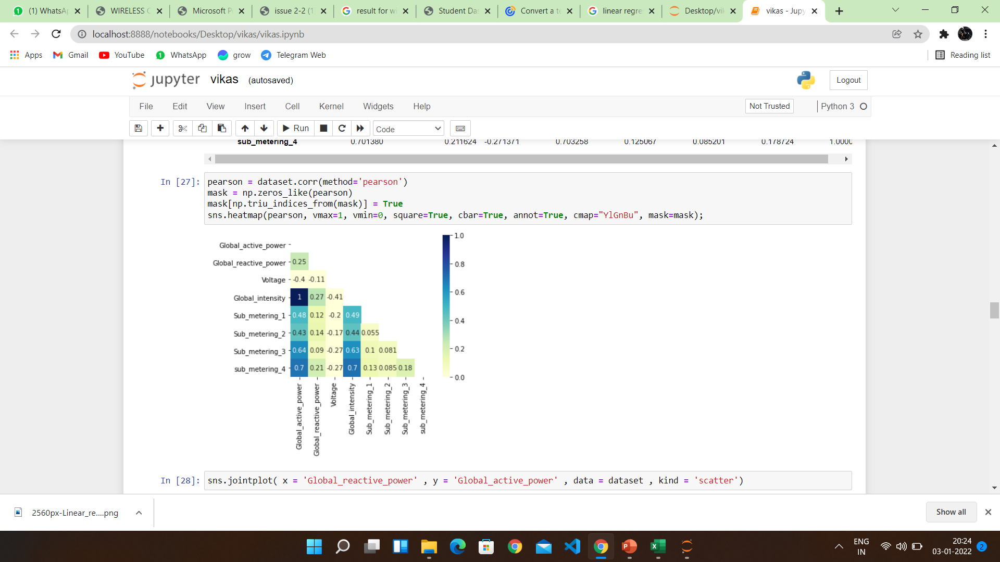 (1) WhatsAp
WIRELESS C
Microsoft P
issue 2-2 (1
result for wi
Student Das
Convert a te
linear regre
Desktop/vik
vikas - Jupy
localhost:8888/notebooks/Desktop/vikas/vikas.ipynb
Apps
Gmail
YouTube
WhatsApp
grow
Telegram Web
Reading list
jupyter
vikas
(autosaved)
Logout
File
Edit
View
Insert
Cell
Kernel
Widgets
Help
Not Trusted
Python 3
Run
Code
sub_metering_4 0.701380 0.211624 -0.271371 0.703258 0.125067 0.085201 0.178724 1.0000
In [27]:
pearson = dataset.corr(method='pearson')
mask = np.zeros_like(pearson)
mask[np.triu_indices_from(mask)] = True
sns.heatmap(pearson, vmax=1, vmin=0, square=True, cbar=True, annot=True, cmap="YlGnBu", mask=mask);
Global_active_power
Global_reactive_power 0.25
Voltage -0.4 -0.11
Global_intensity 1 0.27 -0.41
Sub_metering_1 0.48 0.12 -0.2 0.49
Sub_metering_2 0.43 0.14 -0.17 0.44 0.055
Sub_metering_3 0.64 0.09 -0.27 0.63 0.1 0.081
sub_metering_4 0.7 0.21 -0.27 0.7 0.13 0.085 0.18
Global_active_power
Global_reactive_power
Voltage
Global_intensity
Sub_metering_1
Sub_metering_2
Sub_metering_3
sub_metering_4
1.0
0.8
0.6
0.4
0.2
0.0
In [28]:
sns.jointplot( x = 'Global_reactive_power' , y = 'Global_active_power' , data = dataset , kind = 'scatter')
2560px-Linear_re....png
Show all
ENG
IN
20:24
03-01-2022
2